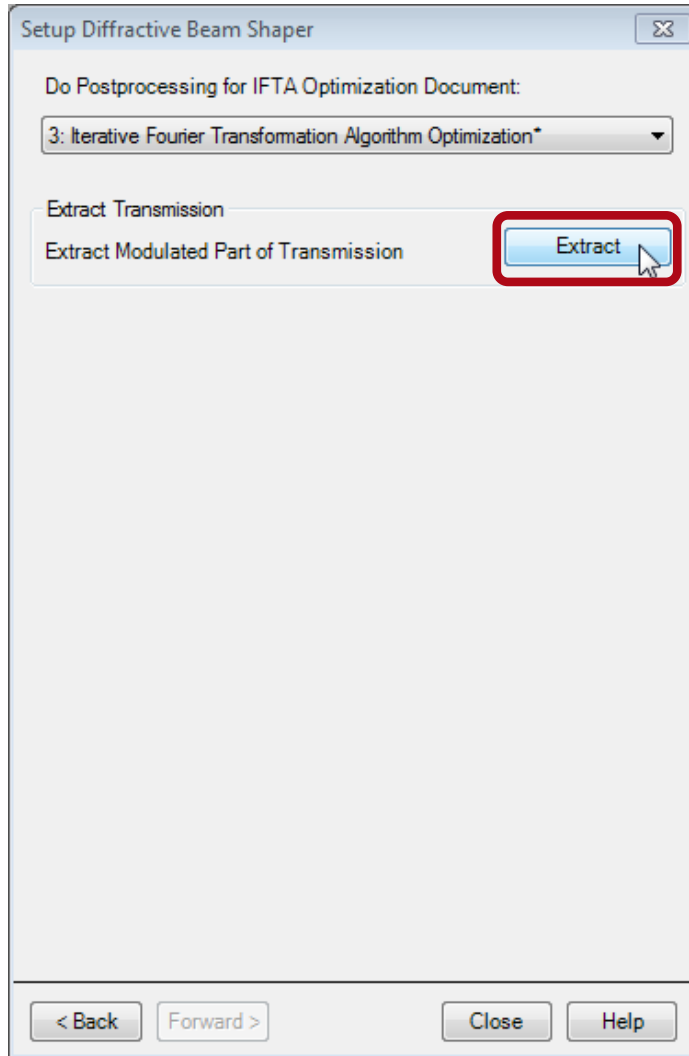 Setup Diffractive Beam Shaper
Do Postprocessing for IFTA Optimization Document:
3: Iterative Fourier Transformation Algorithm Optimization*
Extract Transmission
Extract Modulated Part of Transmission
Extract
< Back
Forward >
Close
Help